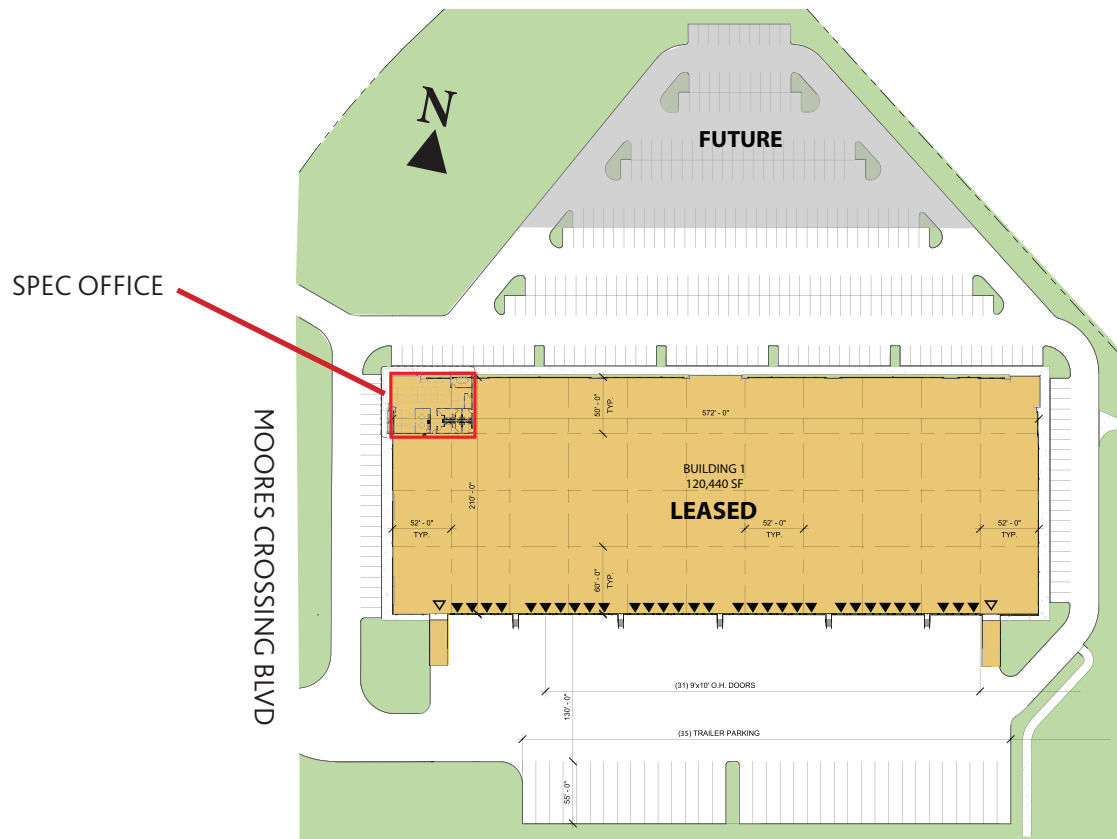 N
FUTURE
SPEC OFFICE
MOORES CROSSING BLVD
50' - 0"
TYP.
572' - 0"
210' - 0"
BUILDING 1
120,440 SF
LEASED
52' - 0"
TYP.
52' - 0"
TYP.
52' - 0"
TYP.
60' - 0"
TYP.
(31) 9'x10' O.H. DOORS
130' - 0"
(35) TRAILER PARKING
55' - 0"